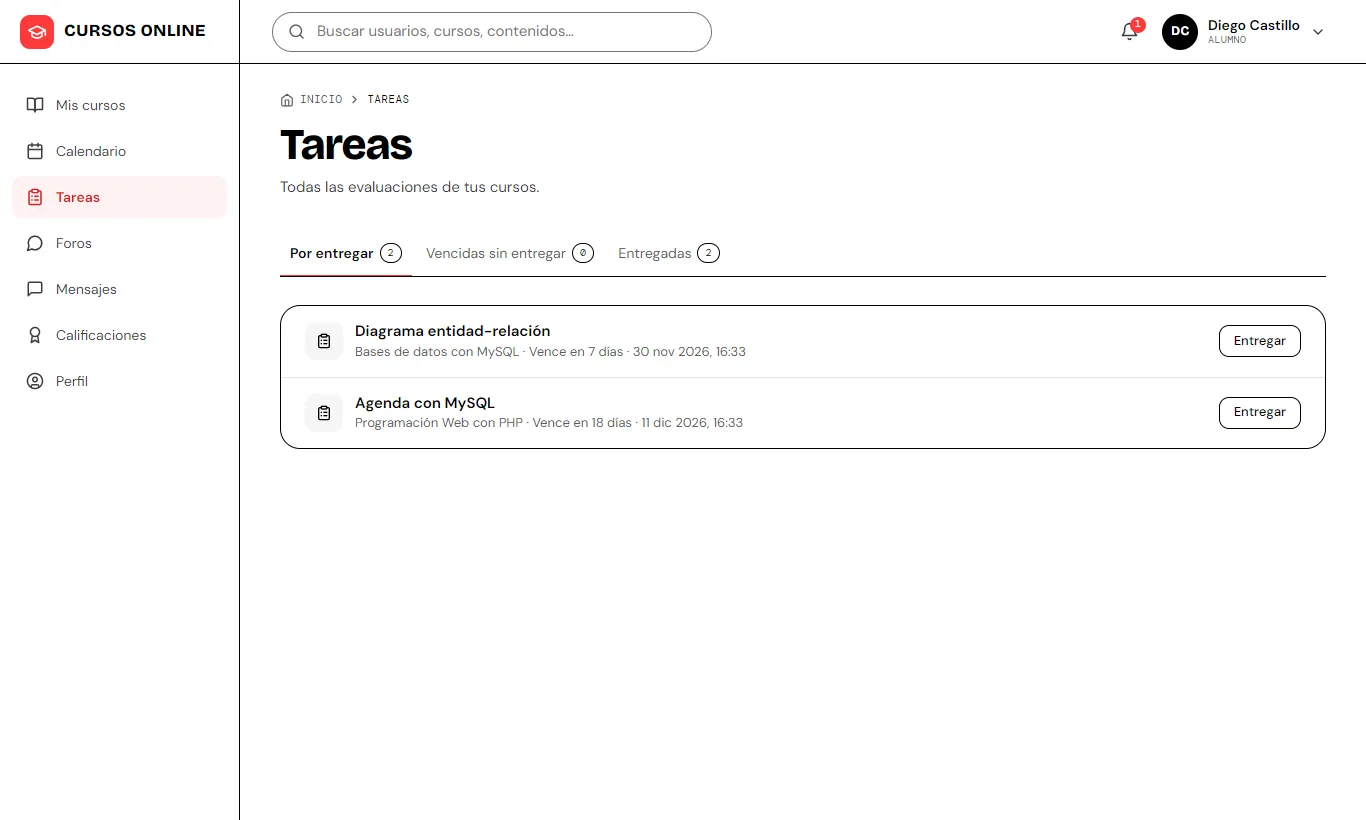 CURSOS ONLINE
Buscar usuarios, cursos, contenidos...
1
DC
Diego Castillo
ALUMNO
Mis cursos
Calendario
Tareas
Foros
Mensajes
Calificaciones
Perfil
INICIO > TAREAS
Tareas
Todas las evaluaciones de tus cursos.
Por entregar 2
Vencidas sin entregar 0
Entregadas 2
Diagrama entidad-relación
Bases de datos con MySQL · Vence en 7 días · 30 nov 2026, 16:33
Entregar
Agenda con MySQL
Programación Web con PHP · Vence en 18 días · 11 dic 2026, 16:33
Entregar